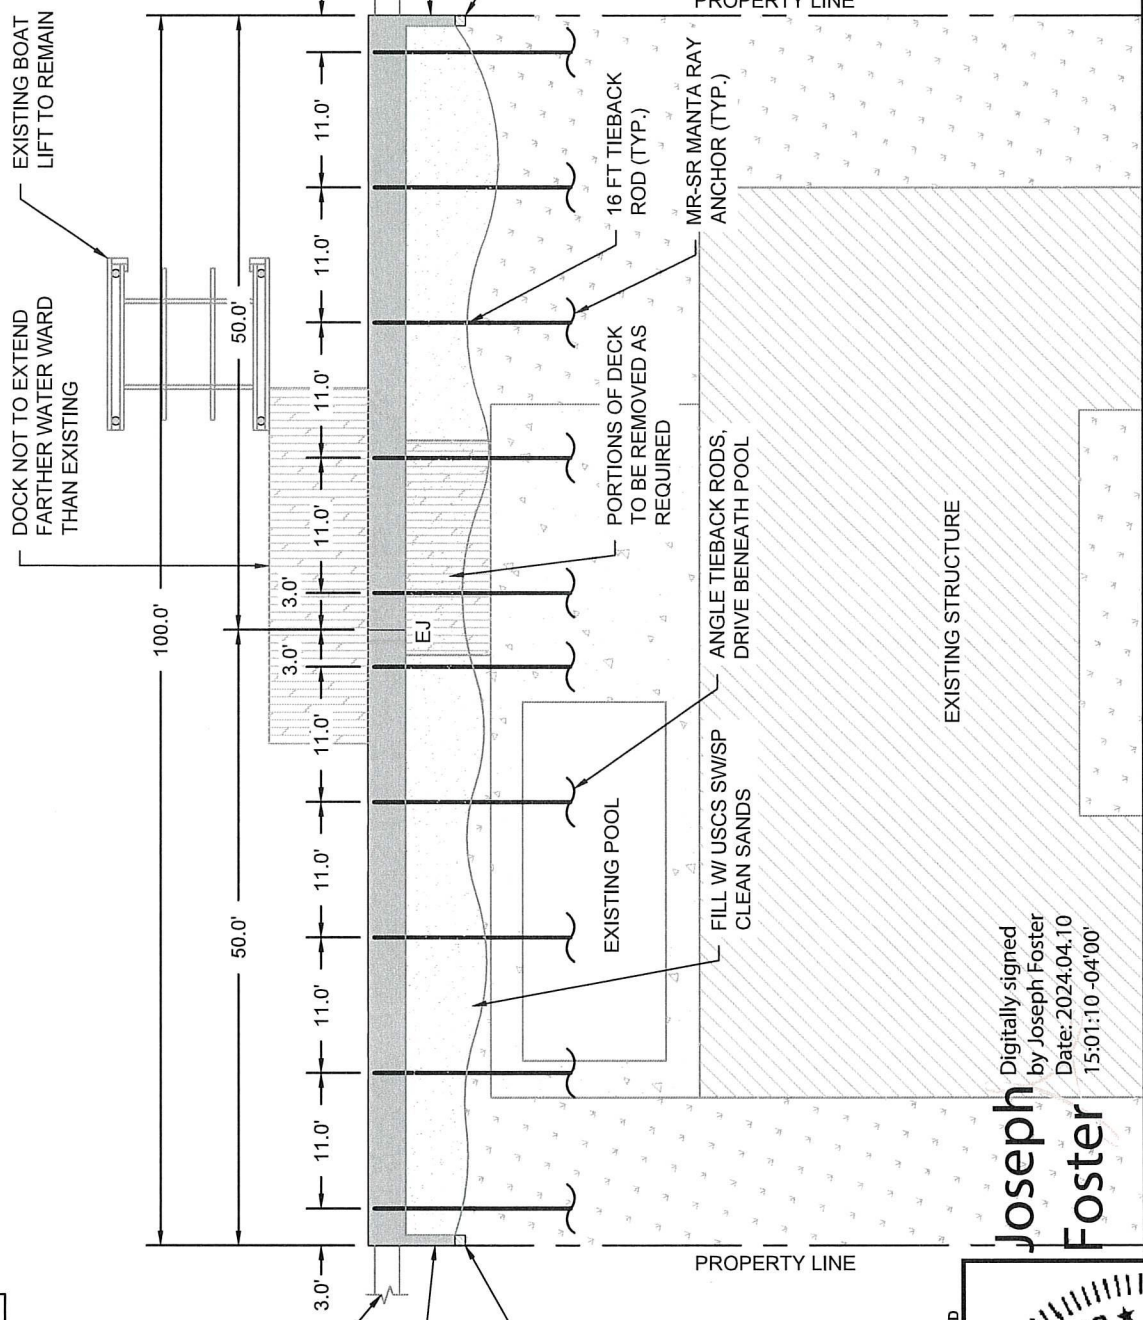 PROPERTY LINE
EXISTING BOAT
LIFT TO REMAIN
DOCK NOT TO EXTEND
FARTHER WATER WARD
THAN EXISTING
100.0'
50.0'
50.0'
11.0'
11.0'
11.0'
11.0'
3.0'
3.0'
11.0'
11.0'
11.0'
11.0'
3.0'
EJ
16 FT TIEBACK
ROD (TYP.)
MR-SR MANTA RAY
ANCHOR (TYP.)
PORTIONS OF DECK
TO BE REMOVED AS
REQUIRED
ANGLE TIEBACK RODS,
DRIVE BENEATH POOL
EXISTING POOL
FILL W/ USCS SW/SP
CLEAN SANDS
EXISTING STRUCTURE
PROPERTY LINE
Joseph
Foster
Digitally signed
by Joseph Foster
Date: 2024.04.10
15:01:10 -04'00'